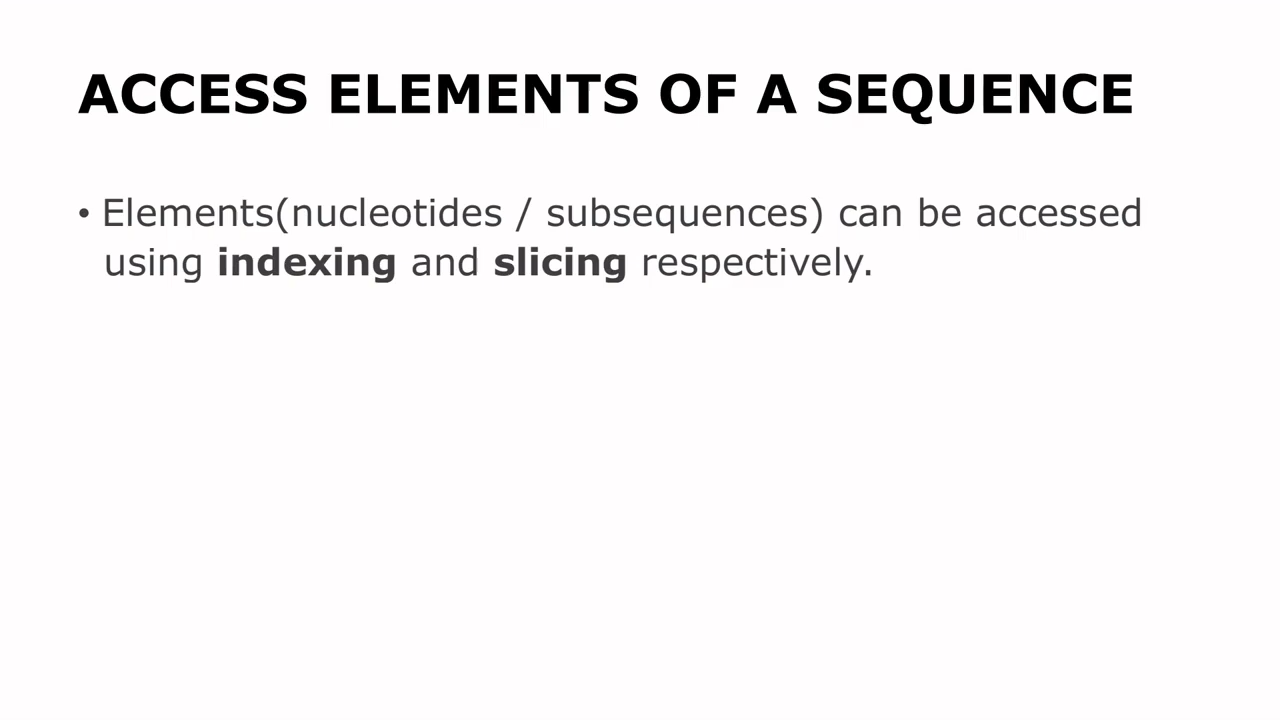 ACCESS ELEMENTS OF A SEQUENCE
• Elements(nucleotides / subsequences) can be accessed
using indexing and slicing respectively.